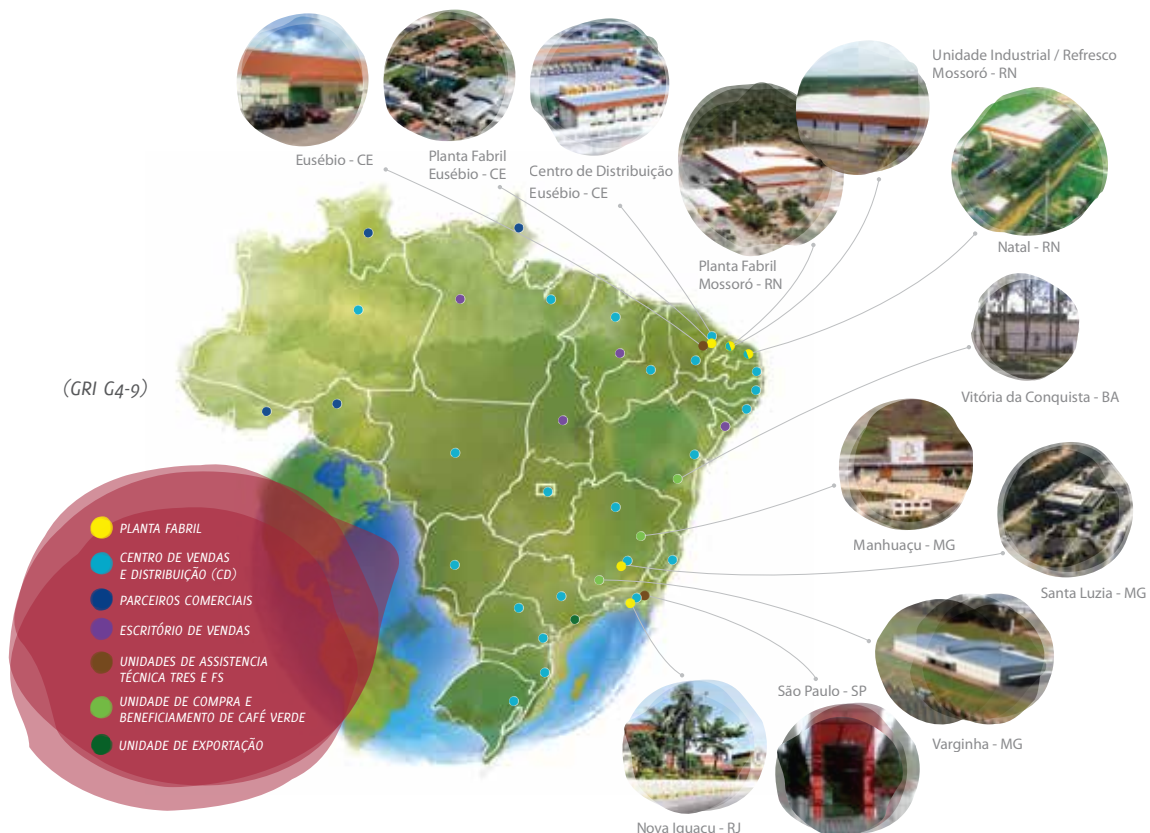 Unidade Industrial / Refresco
Mossoró - RN
Eusébio - CE
Planta Fabril
Eusébio - CE
Centro de Distribuição
Eusébio - CE
Planta Fabril
Mossoró - RN
Natal - RN
(GRI G4-9)
Vitória da Conquista - BA
Manhuaçu - MG
Santa Luzia - MG
PLANTA FABRIL
CENTRO DE VENDAS
E DISTRIBUIÇÃO (CD)
PARCEIROS COMERCIAIS
ESCRITÓRIO DE VENDAS
UNIDADES DE ASSISTENCIA
TÉCNICA TRES E FS
UNIDADE DE COMPRA E
BENEFICIAMENTO DE CAFÉ VERDE
UNIDADE DE EXPORTAÇÃO
São Paulo - SP
Varginha - MG
Nova Iguaçu - RJ